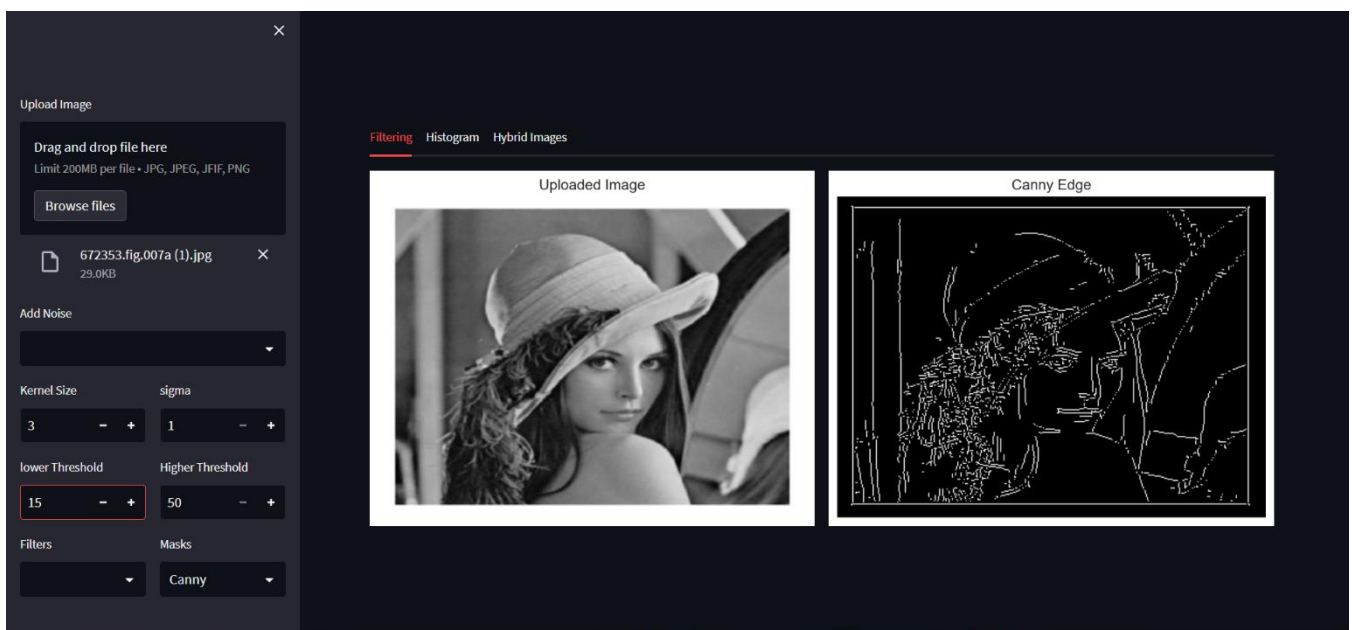 Upload Image
Drag and drop file here
Limit 200MB per file • JPG, JPEG, JFIF, PNG
Browse files
672353.fig.007a (1).jpg
29.0KB
Add Noise
Kernel Size sigma
3 - + 1 - +
lower Threshold Higher Threshold
15 - + 50 - +
Filters Masks
Canny
Filtering Histogram Hybrid Images
Uploaded Image
Canny Edge